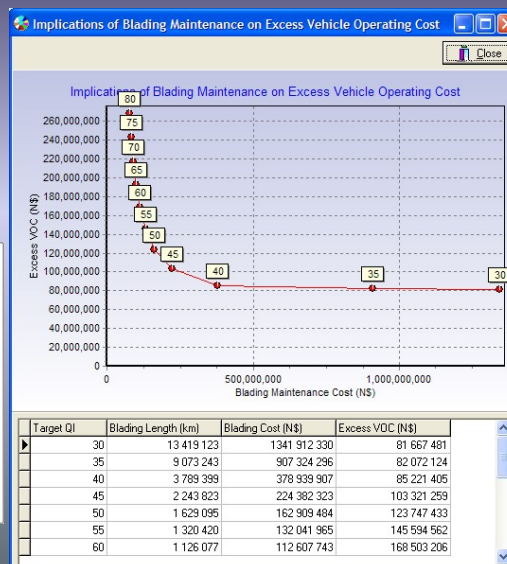 Implications of Blading Maintenance on Excess Vehicle Operating Cost
Close
Implications of Blading Maintenance on Excess Vehicle Operating Cost
80
260,000,000
75
240,000,000
70
220,000,000
65
200,000,000
60
180,000,000
55
160,000,000
50
140,000,000
45
120,000,000
40
35
30
100,000,000
80,000,000
60,000,000
40,000,000
20,000,000
0
Excess VOC (N$)
0 500,000,000 1,000,000,000
Blading Maintenance Cost (N$)
Target QI Blading Length (km) Blading Cost (N$) Excess VOC (N$)
30 13 419 123 1341 912 330 81 667 481
35 9 073 243 907 324 296 82 072 124
40 3 789 399 378 939 907 85 221 405
45 2 243 823 224 382 323 103 321 259
50 1 629 095 162 909 484 123 747 433
55 1 320 420 132 041 965 145 594 562
60 1 126 077 112 607 743 168 503 206